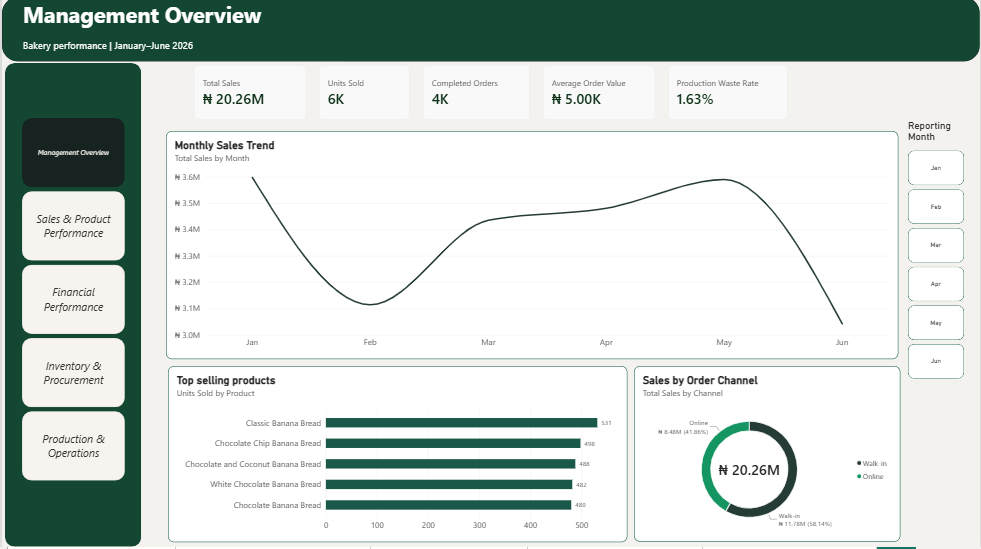 Management Overview
Bakery performance | January–June 2026
Management Overview
Sales & Product
Performance
Financial
Performance
Inventory &
Procurement
Production &
Operations
Total Sales
₦ 20.26M
Units Sold
6K
Completed Orders
4K
Average Order Value
₦ 5.00K
Production Waste Rate
1.63%
Monthly Sales Trend
Total Sales by Month
₦ 3.6M
₦ 3.5M
₦ 3.4M
₦ 3.3M
₦ 3.2M
₦ 3.1M
₦ 3.0M
Jan Feb Mar Apr May Jun
Reporting
Month
Jan
Feb
Mar
Apr
May
Jun
Top selling products
Units Sold by Product
Classic Banana Bread 531
Chocolate Chip Banana Bread 498
Chocolate and Coconut Banana Bread 488
White Chocolate Banana Bread 482
Chocolate Banana Bread 480
0 100 200 300 400 500
Sales by Order Channel
Total Sales by Channel
Online
₦ 8.48M (41.86%)
₦ 20.26M
Walk-in
₦ 11.78M (58.14%)
Walk-in
Online